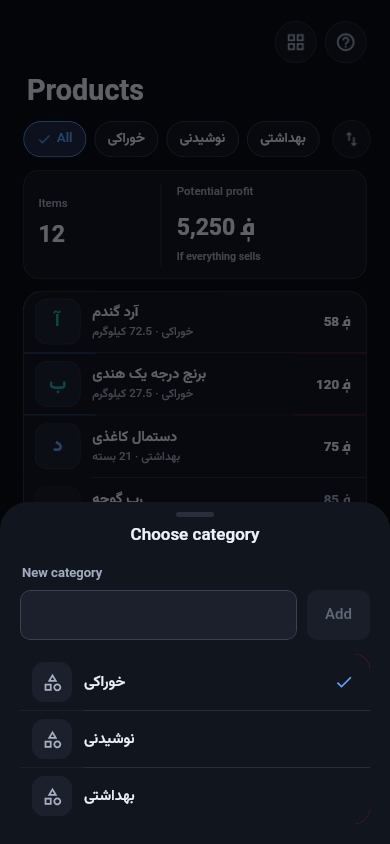 Products
All
خوراکی
نوشیدنی
بهداشتی
Items
12
Potential profit
5,250 ؋
If everything sells
آ
آرد گندم
خوراکی · 72.5 کیلوگرم
58 ؋
ب
برنج درجه یک هندی
خوراکی · 27.5 کیلوگرم
120 ؋
د
دستمال کاغذی
بهداشتی · 21 بسته
75 ؋
رب گوجه
85 ؋
Choose category
New category
Add
خوراکی
نوشیدنی
بهداشتی